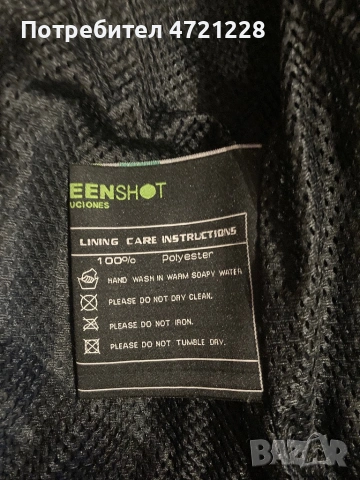 Потребител 4721228
EENSHOT
UCIONES
LINING CARE INSTRUCTIONS
100% Polyester
HAND WASH IN WARM SOAPY WATER
PLEASE DO NOT DRY CLEAN.
PLEASE DO NOT IRON.
PLEASE DO NOT TUMBLE DRY.
BAZAR